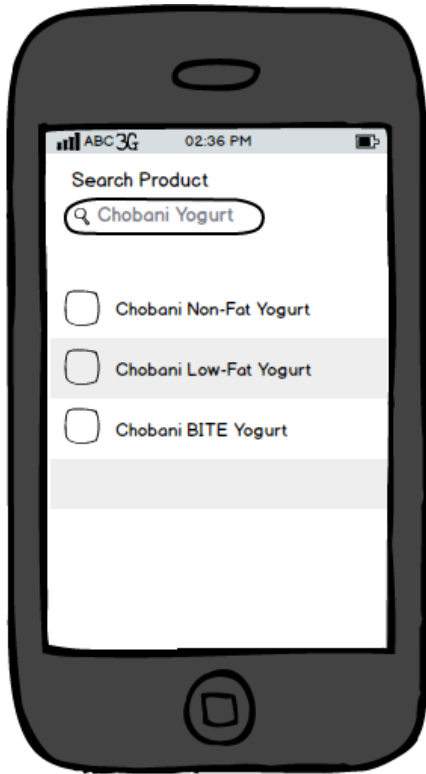 ABC 3G 02:36 PM
Search Product
Chobani Yogurt
Chobani Non-Fat Yogurt
Chobani Low-Fat Yogurt
Chobani BITE Yogurt